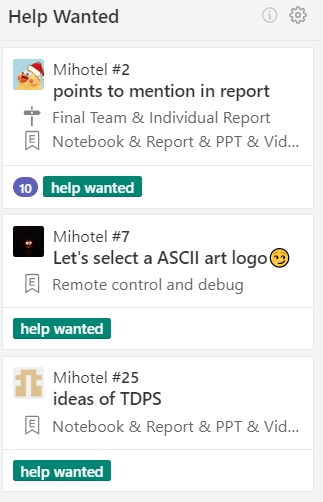 Help Wanted
Mihotel #2
points to mention in report
Final Team & Individual Report
E Notebook & Report & PPT & Vid...
10 help wanted
Mihotel #7
Let's select a ASCII art logo😏
E Remote control and debug
help wanted
Mihotel #25
ideas of TDPS
E Notebook & Report & PPT & Vid...
help wanted